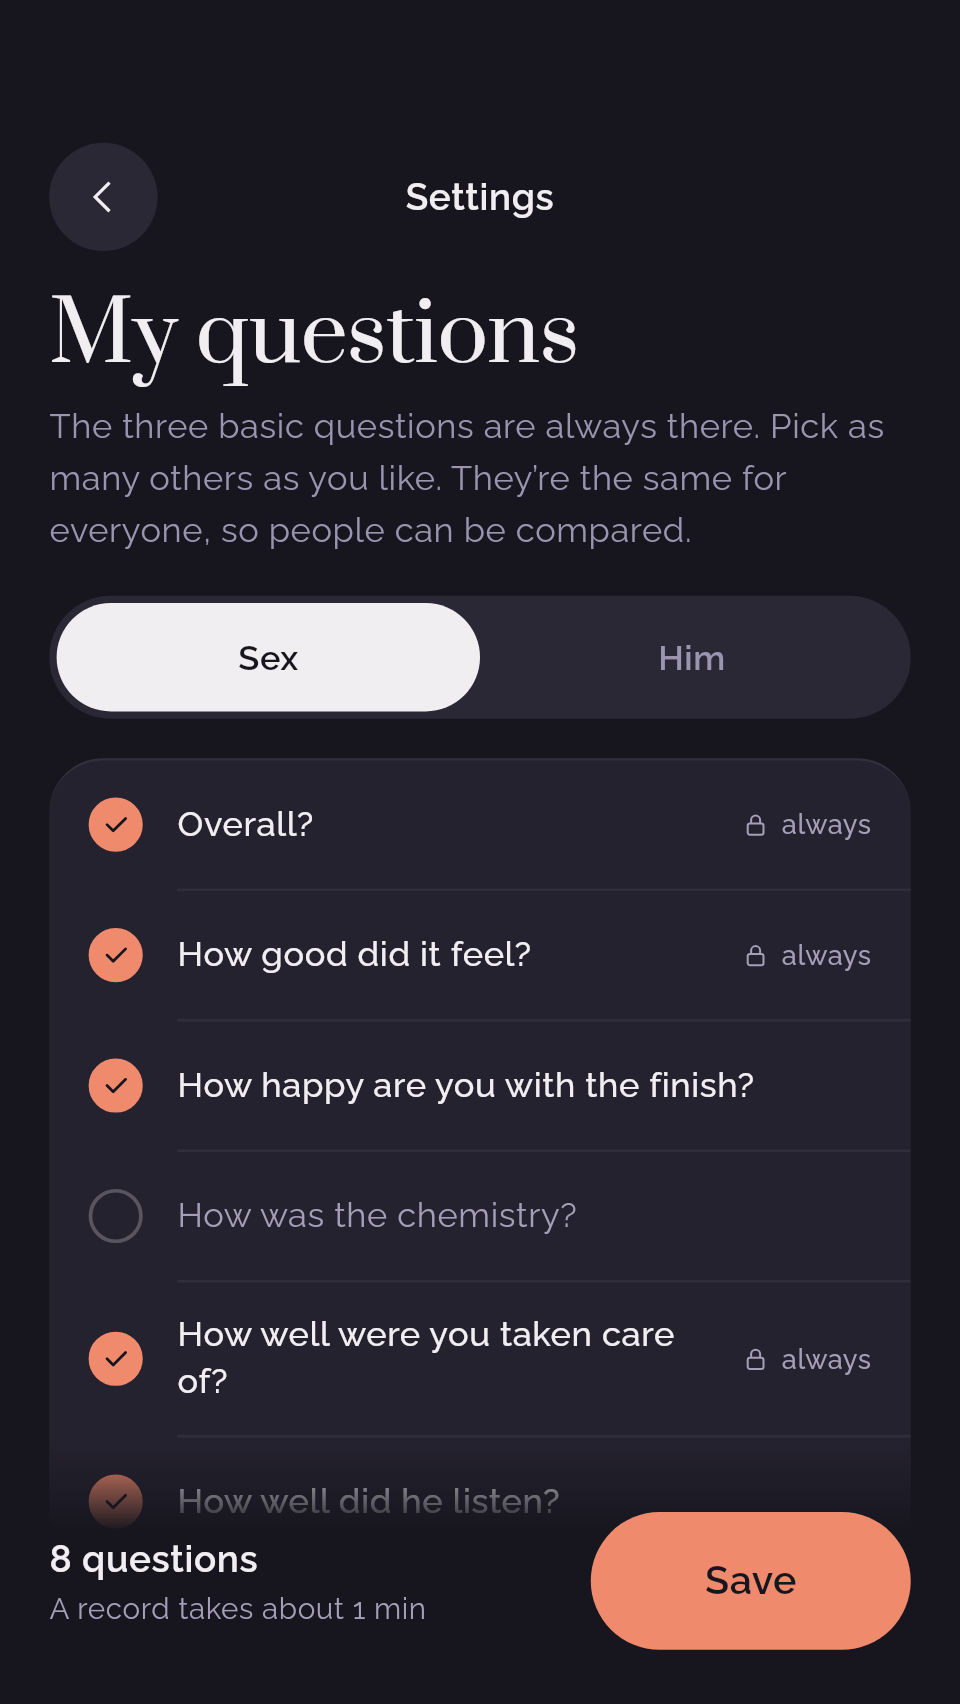 Settings
My questions
The three basic questions are always there. Pick as
many others as you like. They’re the same for
everyone, so people can be compared.
Sex
Him
Overall?
always
How good did it feel?
always
How happy are you with the finish?
How was the chemistry?
How well were you taken care
of?
always
How well did he listen?
8 questions
A record takes about 1 min
Save